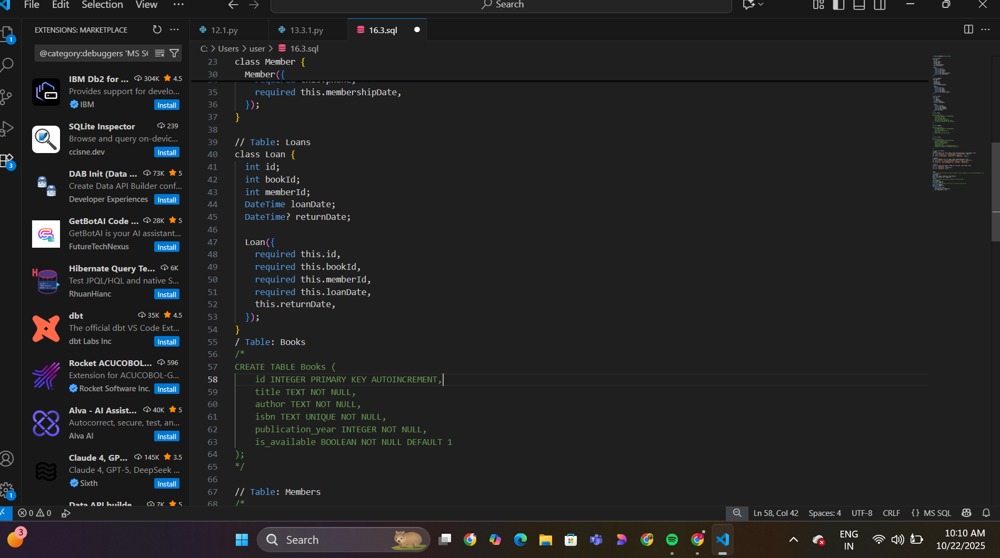 File Edit Selection View ···
Search
EXTENSIONS: MARKETPLACE
@category:debuggers 'MS SC
1
3
1
IBM Db2 for ... 304K 4.5
Provides support for develo...
IBM
Install
SQLite Inspector 239
Browse and query on-devic...
ccisne.dev
Install
DAB Init (Data ... 73K 5
Create Data API Builder conf...
Developer Experiences
Install
GetBotAI Code ... 28K 5
GetBotAI is your AI assistant...
FutureTechNexus
Install
Hibernate Query Te... 6K
Test JPQL/HQL and native S...
RhuanHianc
Install
dbt 35K 4.5
The official dbt VS Code Ext...
dbt Labs Inc
Install
Rocket ACUCOBOL... 596
Extension for ACUCOBOL-G...
Rocket Software Inc.
Install
Alva - AI Assist... 40K 5
Autocorrect, secure, test, an...
Alva AI
Install
Claude 4, GP... 145K 3.5
Claude 4, GPT-5, DeepSeek ...
Sixth
Install
Data API builde... 7K 5
12.1.py 13.3.1.py 16.3.sql
C: > Users > user > 16.3.sql
23 class Member {
30 Member({
34 required this.phone,
35 required this.membershipDate,
36 });
37 }
38
39 // Table: Loans
40 class Loan {
41 int id;
42 int bookId;
43 int memberId;
44 DateTime loanDate;
45 DateTime? returnDate;
46
47 Loan({
48 required this.id,
49 required this.bookId,
50 required this.memberId,
51 required this.loanDate,
52 this.returnDate,
53 });
54 }
55 / Table: Books
56 /*
57 CREATE TABLE Books (
58 id INTEGER PRIMARY KEY AUTOINCREMENT,
59 title TEXT NOT NULL,
60 author TEXT NOT NULL,
61 isbn TEXT UNIQUE NOT NULL,
62 publication_year INTEGER NOT NULL,
63 is_available BOOLEAN NOT NULL DEFAULT 1
64 );
65 */
66
67 // Table: Members
68 /*
0 0
Ln 58, Col 42 Spaces: 4 UTF-8 CRLF {} MS SQL
3
Search
ENG
IN
10:10 AM
10/22/2025